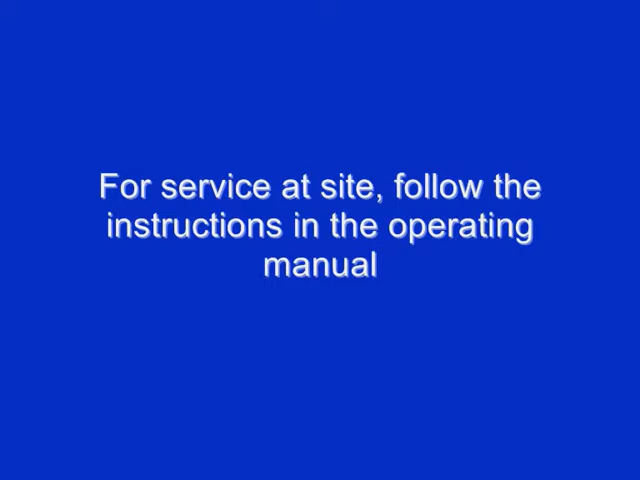 For service at site, follow the
instructions in the operating
manual